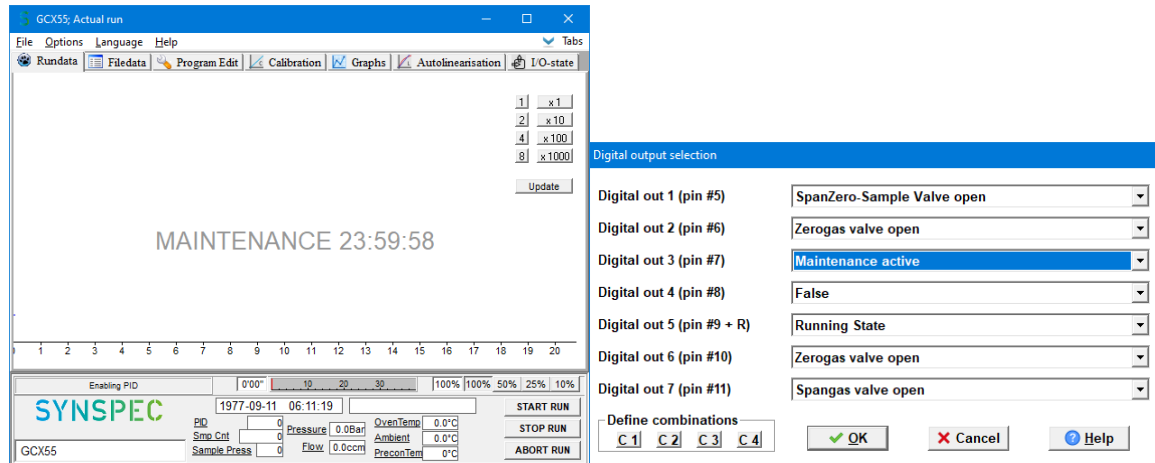 GCX55; Actual run
File Options Language Help Tabs
Rundata Filedata Program Edit Calibration Graphs Autolinearisation I/O-state
1 x 1
2 x 10
4 x 100
8 x 1000
Update
MAINTENANCE 23:59:58
1 2 3 4 5 6 7 8 9 10 11 12 13 14 15 16 17 18 19 20
Enabling PID 0'00" 10 20 30 100% 100% 50% 25% 10%
SYNSPEC
1977-09-11 06:11:19
START RUN
PID 0 Pressure 0.0Bar OvenTemp 0.0°C
STOP RUN
Smp Cnt 0 Flow 0.0ccm Ambient 0.0°C
Sample Press 0 PreconTem 0°C
ABORT RUN
GCX55
Digital output selection
Digital out 1 (pin #5) SpanZero-Sample Valve open
Digital out 2 (pin #6) Zerogas valve open
Digital out 3 (pin #7) Maintenance active
Digital out 4 (pin #8) False
Digital out 5 (pin #9 + R) Running State
Digital out 6 (pin #10) Zerogas valve open
Digital out 7 (pin #11) Spangas valve open
Define combinations
C 1 C 2 C 3 C 4
OK Cancel Help